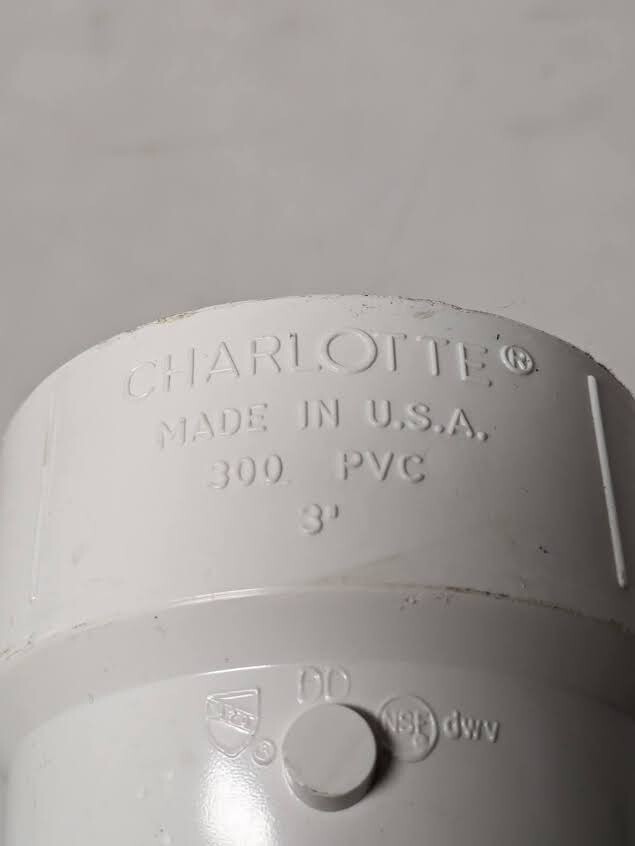 CHARLOTTE®
MADE IN U.S.A.
300 PVC
3"
DD
NSF® dwv